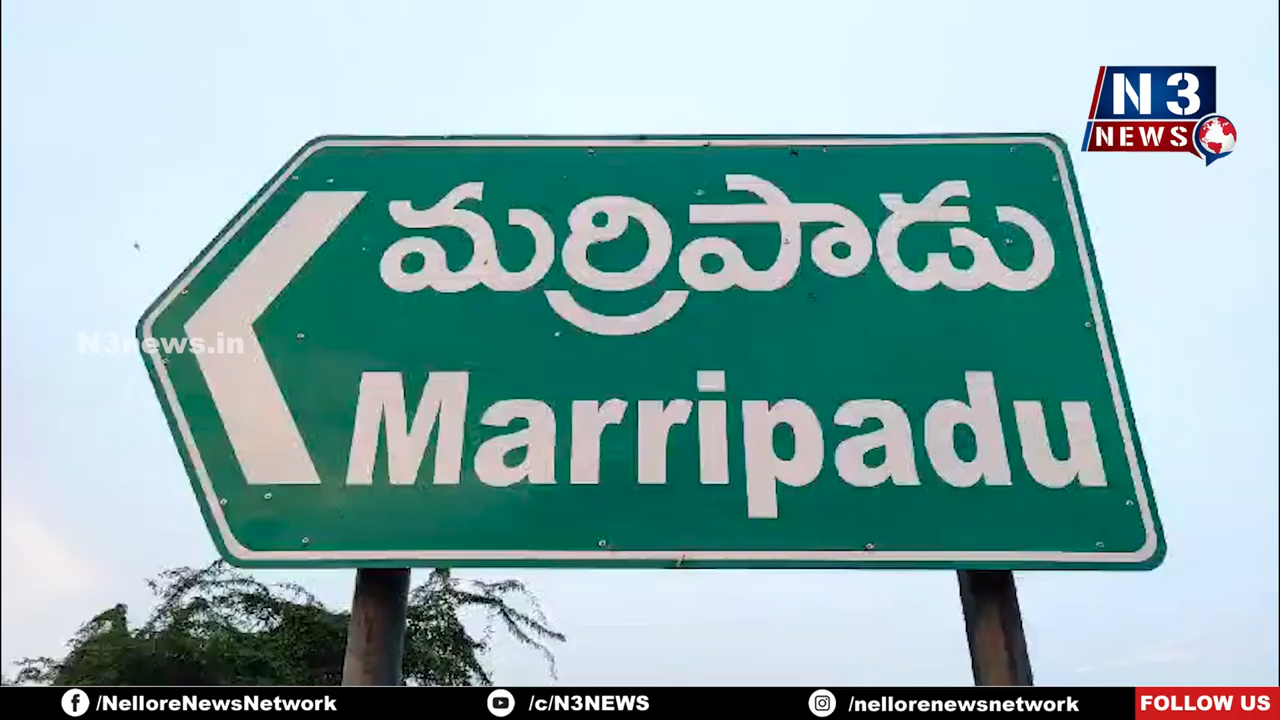 N3
NEWS
మర్రిపాడు
N3news.in
Marripadu
/NelloreNewsNetwork
/c/N3NEWS
/nellorenewsnetwork
FOLLOW US